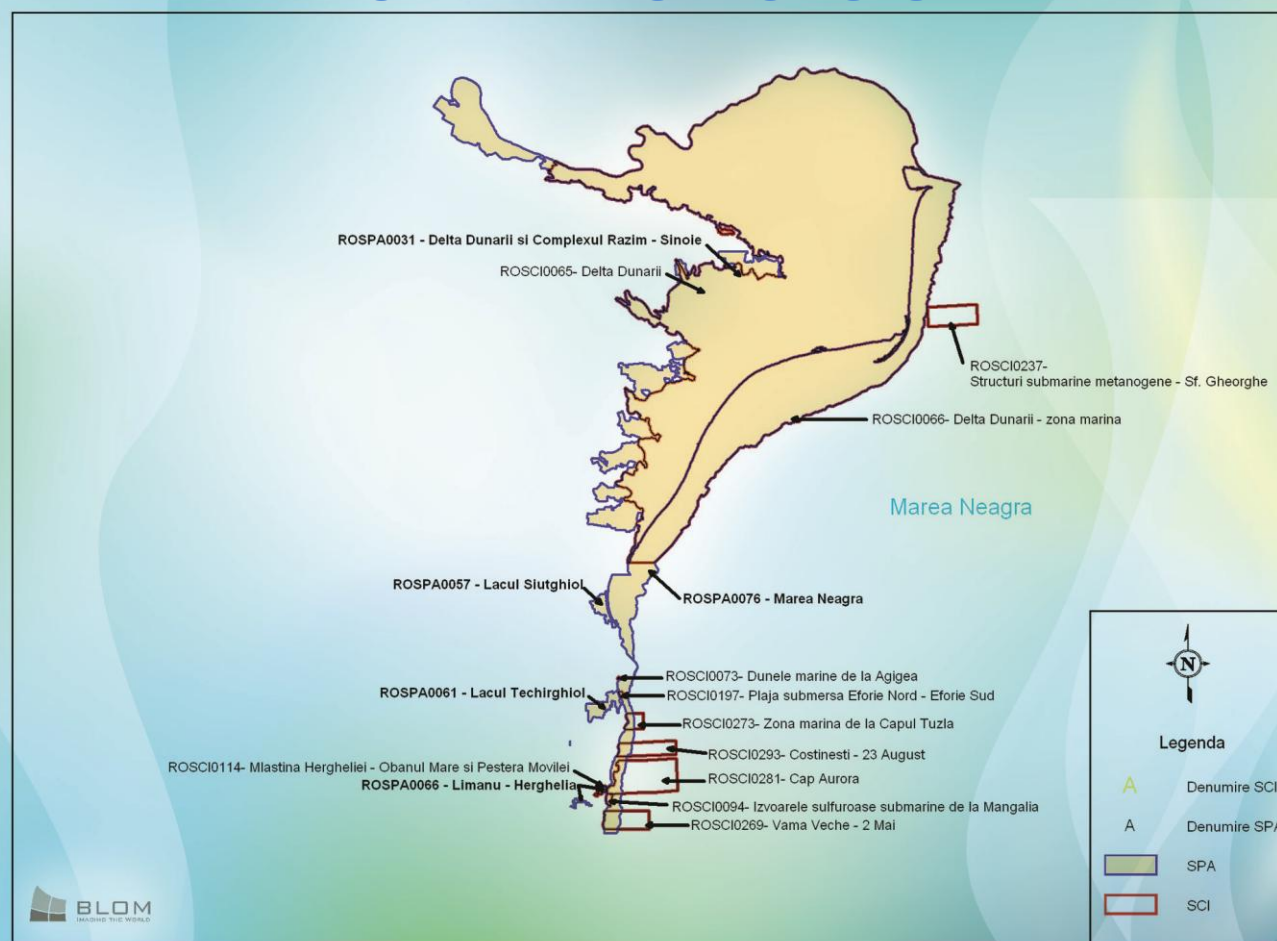 ROSPA0031 - Delta Dunarii si Complexul Razim - Sinoie
ROSCI0065- Delta Dunarii
ROSCI0237-
Structuri submarine metanogene - Sf. Gheorghe
ROSCI0066- Delta Dunarii - zona marina
Marea Neagra
ROSPA0057 - Lacul Siutghiol
ROSPA0076 - Marea Neagra
ROSCI0073- Dunele marine de la Agigea
ROSPA0061 - Lacul Techirghiol
ROSCI0197- Plaja submersa Eforie Nord - Eforie Sud
ROSCI0273- Zona marina de la Capul Tuzla
ROSCI0293- Costinesti - 23 August
ROSCI0114- Mlastina Hergheliei - Obanul Mare si Pestera Movilei
ROSCI0281- Cap Aurora
ROSPA0066 - Limanu - Herghelia
ROSCI0094- Izvoarele sulfuroase submarine de la Mangalia
ROSCI0269- Vama Veche - 2 Mai
N
Legenda
A Denumire SCI
A Denumire SPA
SPA
SCI
BLOM
IMAGING THE WORLD